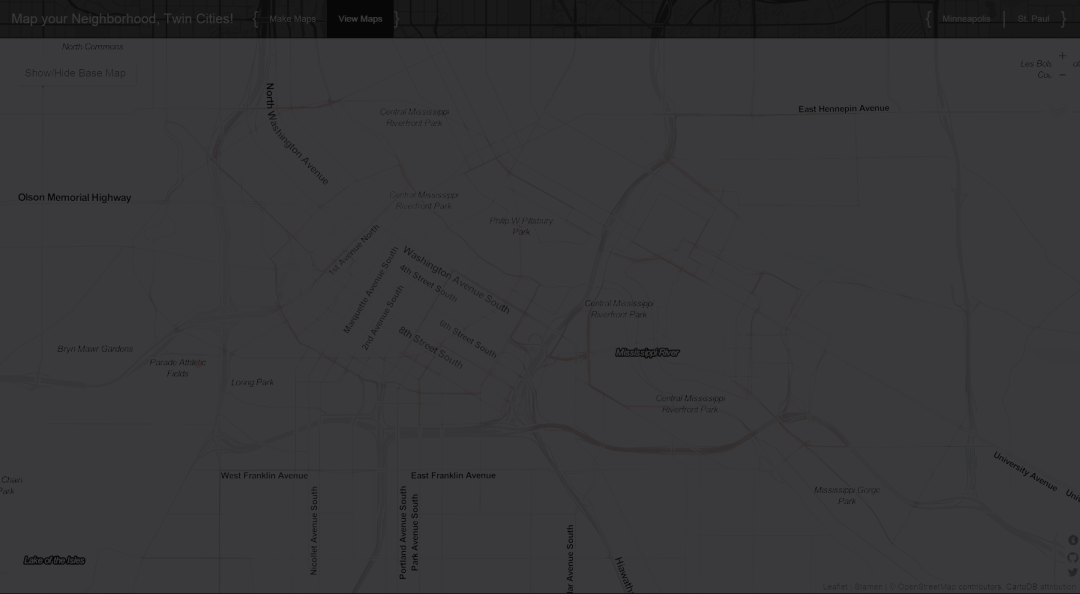 Map your Neighborhood, Twin Cities!
{ Make Maps View Maps }
{ Minneapolis | St. Paul }
North Commons
Show/Hide Base Map
+
−
North Washington Avenue
Central Mississippi
Riverfront Park
East Hennepin Avenue
Olson Memorial Highway
Central Mississippi
Riverfront Park
Philip W Pillsbury
Park
1st Avenue North
Washington Avenue South
4th Street South
Marquette Avenue South
2nd Avenue South
6th Street South
8th Street South
Central Mississippi
Riverfront Park
Mississippi River
Bryn Mawr Gardens
Parade Athletic
Fields
Loring Park
Central Mississippi
Riverfront Park
West Franklin Avenue
East Franklin Avenue
University Avenue
Chain
Park
Nicollet Avenue South
Portland Avenue South
Park Avenue South
Mississippi Gorge
Park
Avenue South
Lake of the Isles
Leaflet | Stamen | © OpenStreetMap contributors, CartoDB attribution